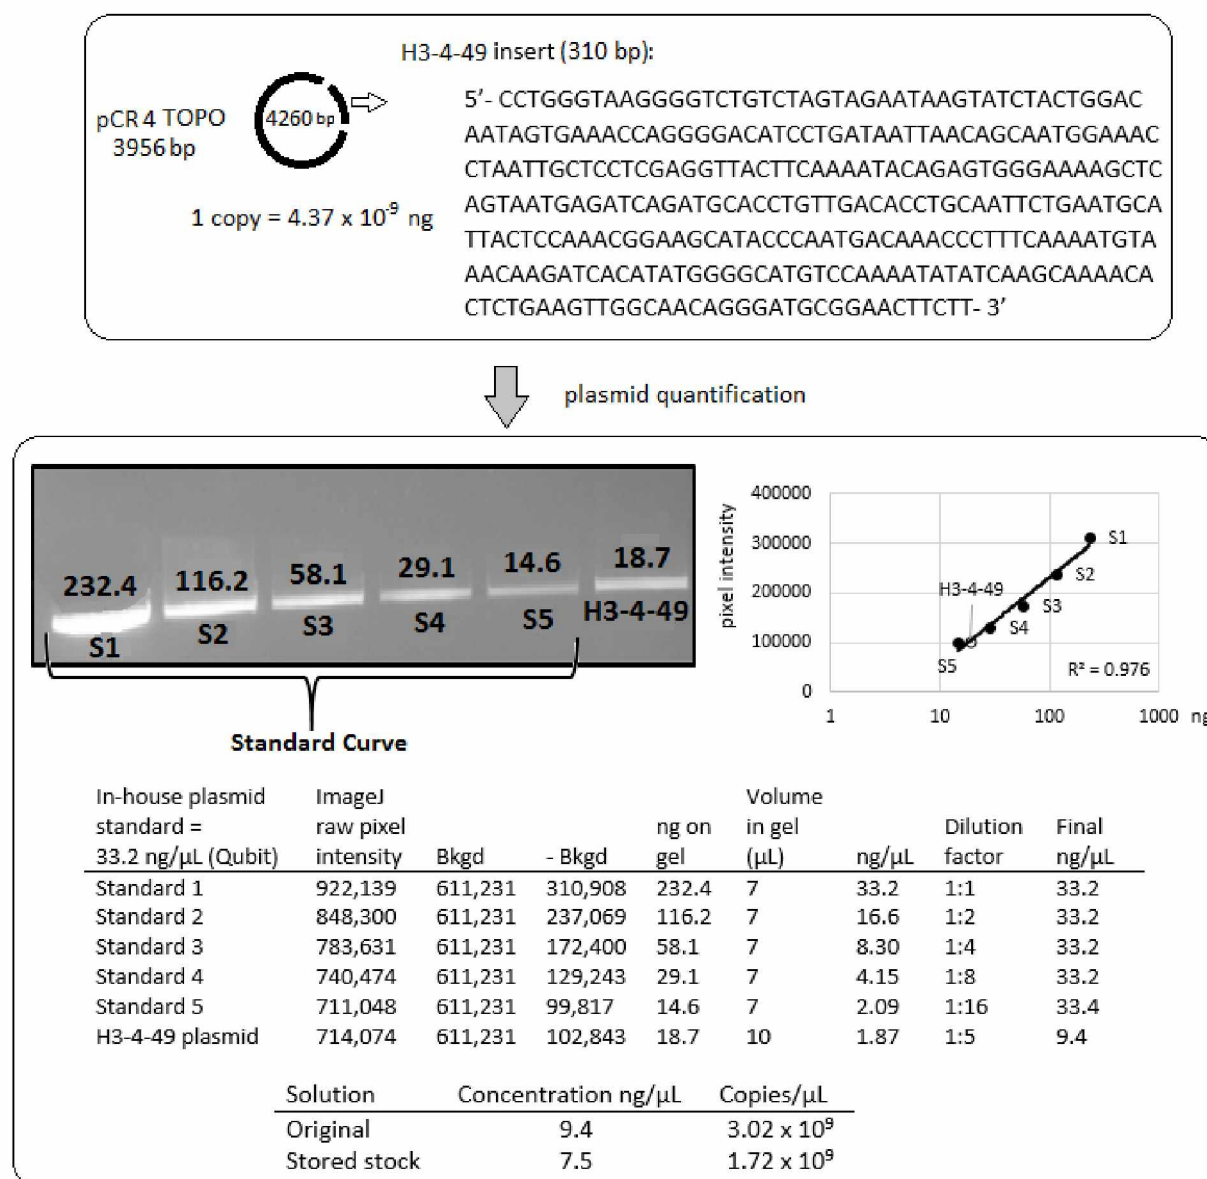 H3-4-49 insert (310 bp):
pCR 4 TOPO
3956 bp
4260 bp
1 copy = 4.37 x 10⁻⁹ ng
5’- CCTGGGTAAGGGGTCTGTCTAGTAGAATAAGTATCTACTGGAC
AATAGTGAAACCAGGGGACATCCTGATAATTAACAGCAATGGAAAC
CTAATTGCTCCTCGAGGTTACTTCAAAATACAGAGTGGGAAAAGCTC
AGTAATGAGATCAGATGCACCTGTTGACACCTGCAATTCTGAATGCA
TTACTCCAAACGGAAGCATACCCAATGACAAACCCTTTCAAAATGTA
AACAAGATCACATATGGGGCATGTCCAAAATATATCAAGCAAAACA
CTCTGAAGTTGGCAACAGGGATGCGGAACTTCTT- 3’
plasmid quantification
232.4 116.2 58.1 29.1 14.6 18.7
S1 S2 S3 S4 S5 H3-4-49
Standard Curve
pixel intensity
400000
300000
200000
100000
0
1 10 100 1000 ng
S1
S2
S3
S4
S5
H3-4-49
R² = 0.976
In-house plasmid standard = 33.2 ng/µL (Qubit) ImageJ raw pixel intensity Bkgd - Bkgd ng on gel Volume in gel (µL) ng/µL Dilution factor Final ng/µL
Standard 1 922,139 611,231 310,908 232.4 7 33.2 1:1 33.2
Standard 2 848,300 611,231 237,069 116.2 7 16.6 1:2 33.2
Standard 3 783,631 611,231 172,400 58.1 7 8.30 1:4 33.2
Standard 4 740,474 611,231 129,243 29.1 7 4.15 1:8 33.2
Standard 5 711,048 611,231 99,817 14.6 7 2.09 1:16 33.4
H3-4-49 plasmid 714,074 611,231 102,843 18.7 10 1.87 1:5 9.4
Solution Concentration ng/µL Copies/µL
Original 9.4 3.02 x 10⁹
Stored stock 7.5 1.72 x 10⁹